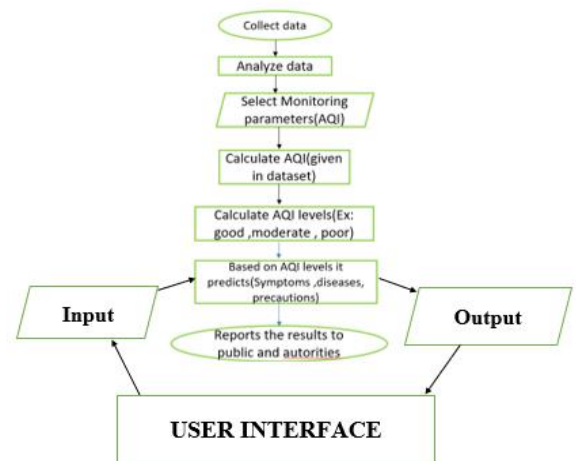 Collect data
Analyze data
Select Monitoring
parameters(AQI)
Calculate AQI(given
in dataset)
Calculate AQI levels(Ex:
good ,moderate , poor)
Based on AQI levels it
predicts(Symptoms ,diseases,
precautions)
Input
Output
Reports the results to
public and autorities
USER INTERFACE